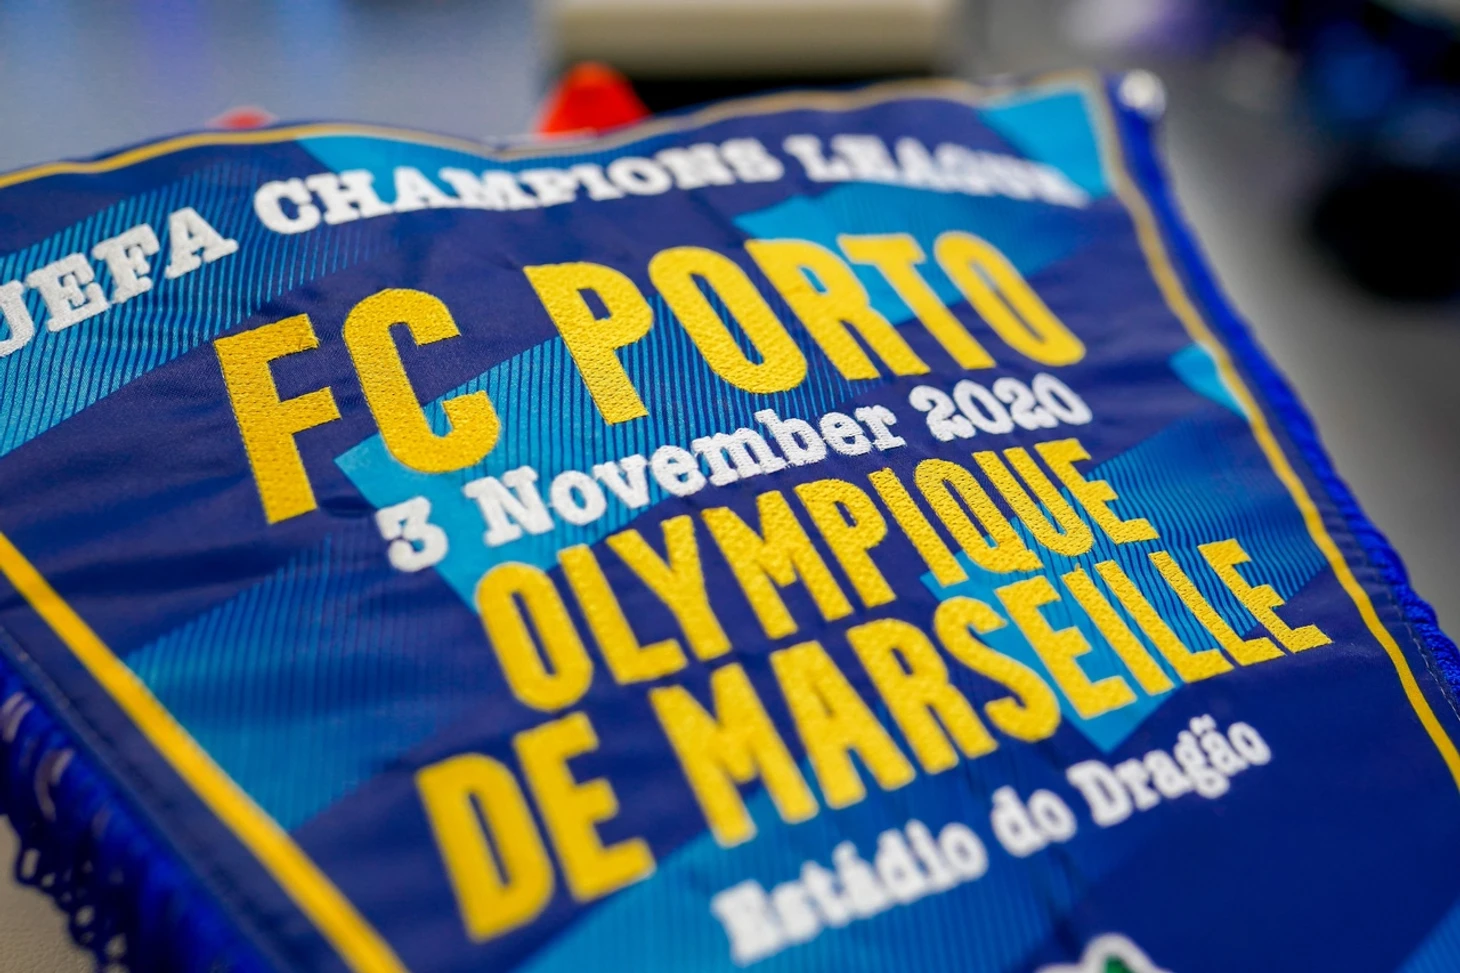 UEFA CHAMPIONS LEAGUE
FC PORTO
3 November 2020
OLYMPIQUE
DE MARSEILLE
Estádio do Dragão